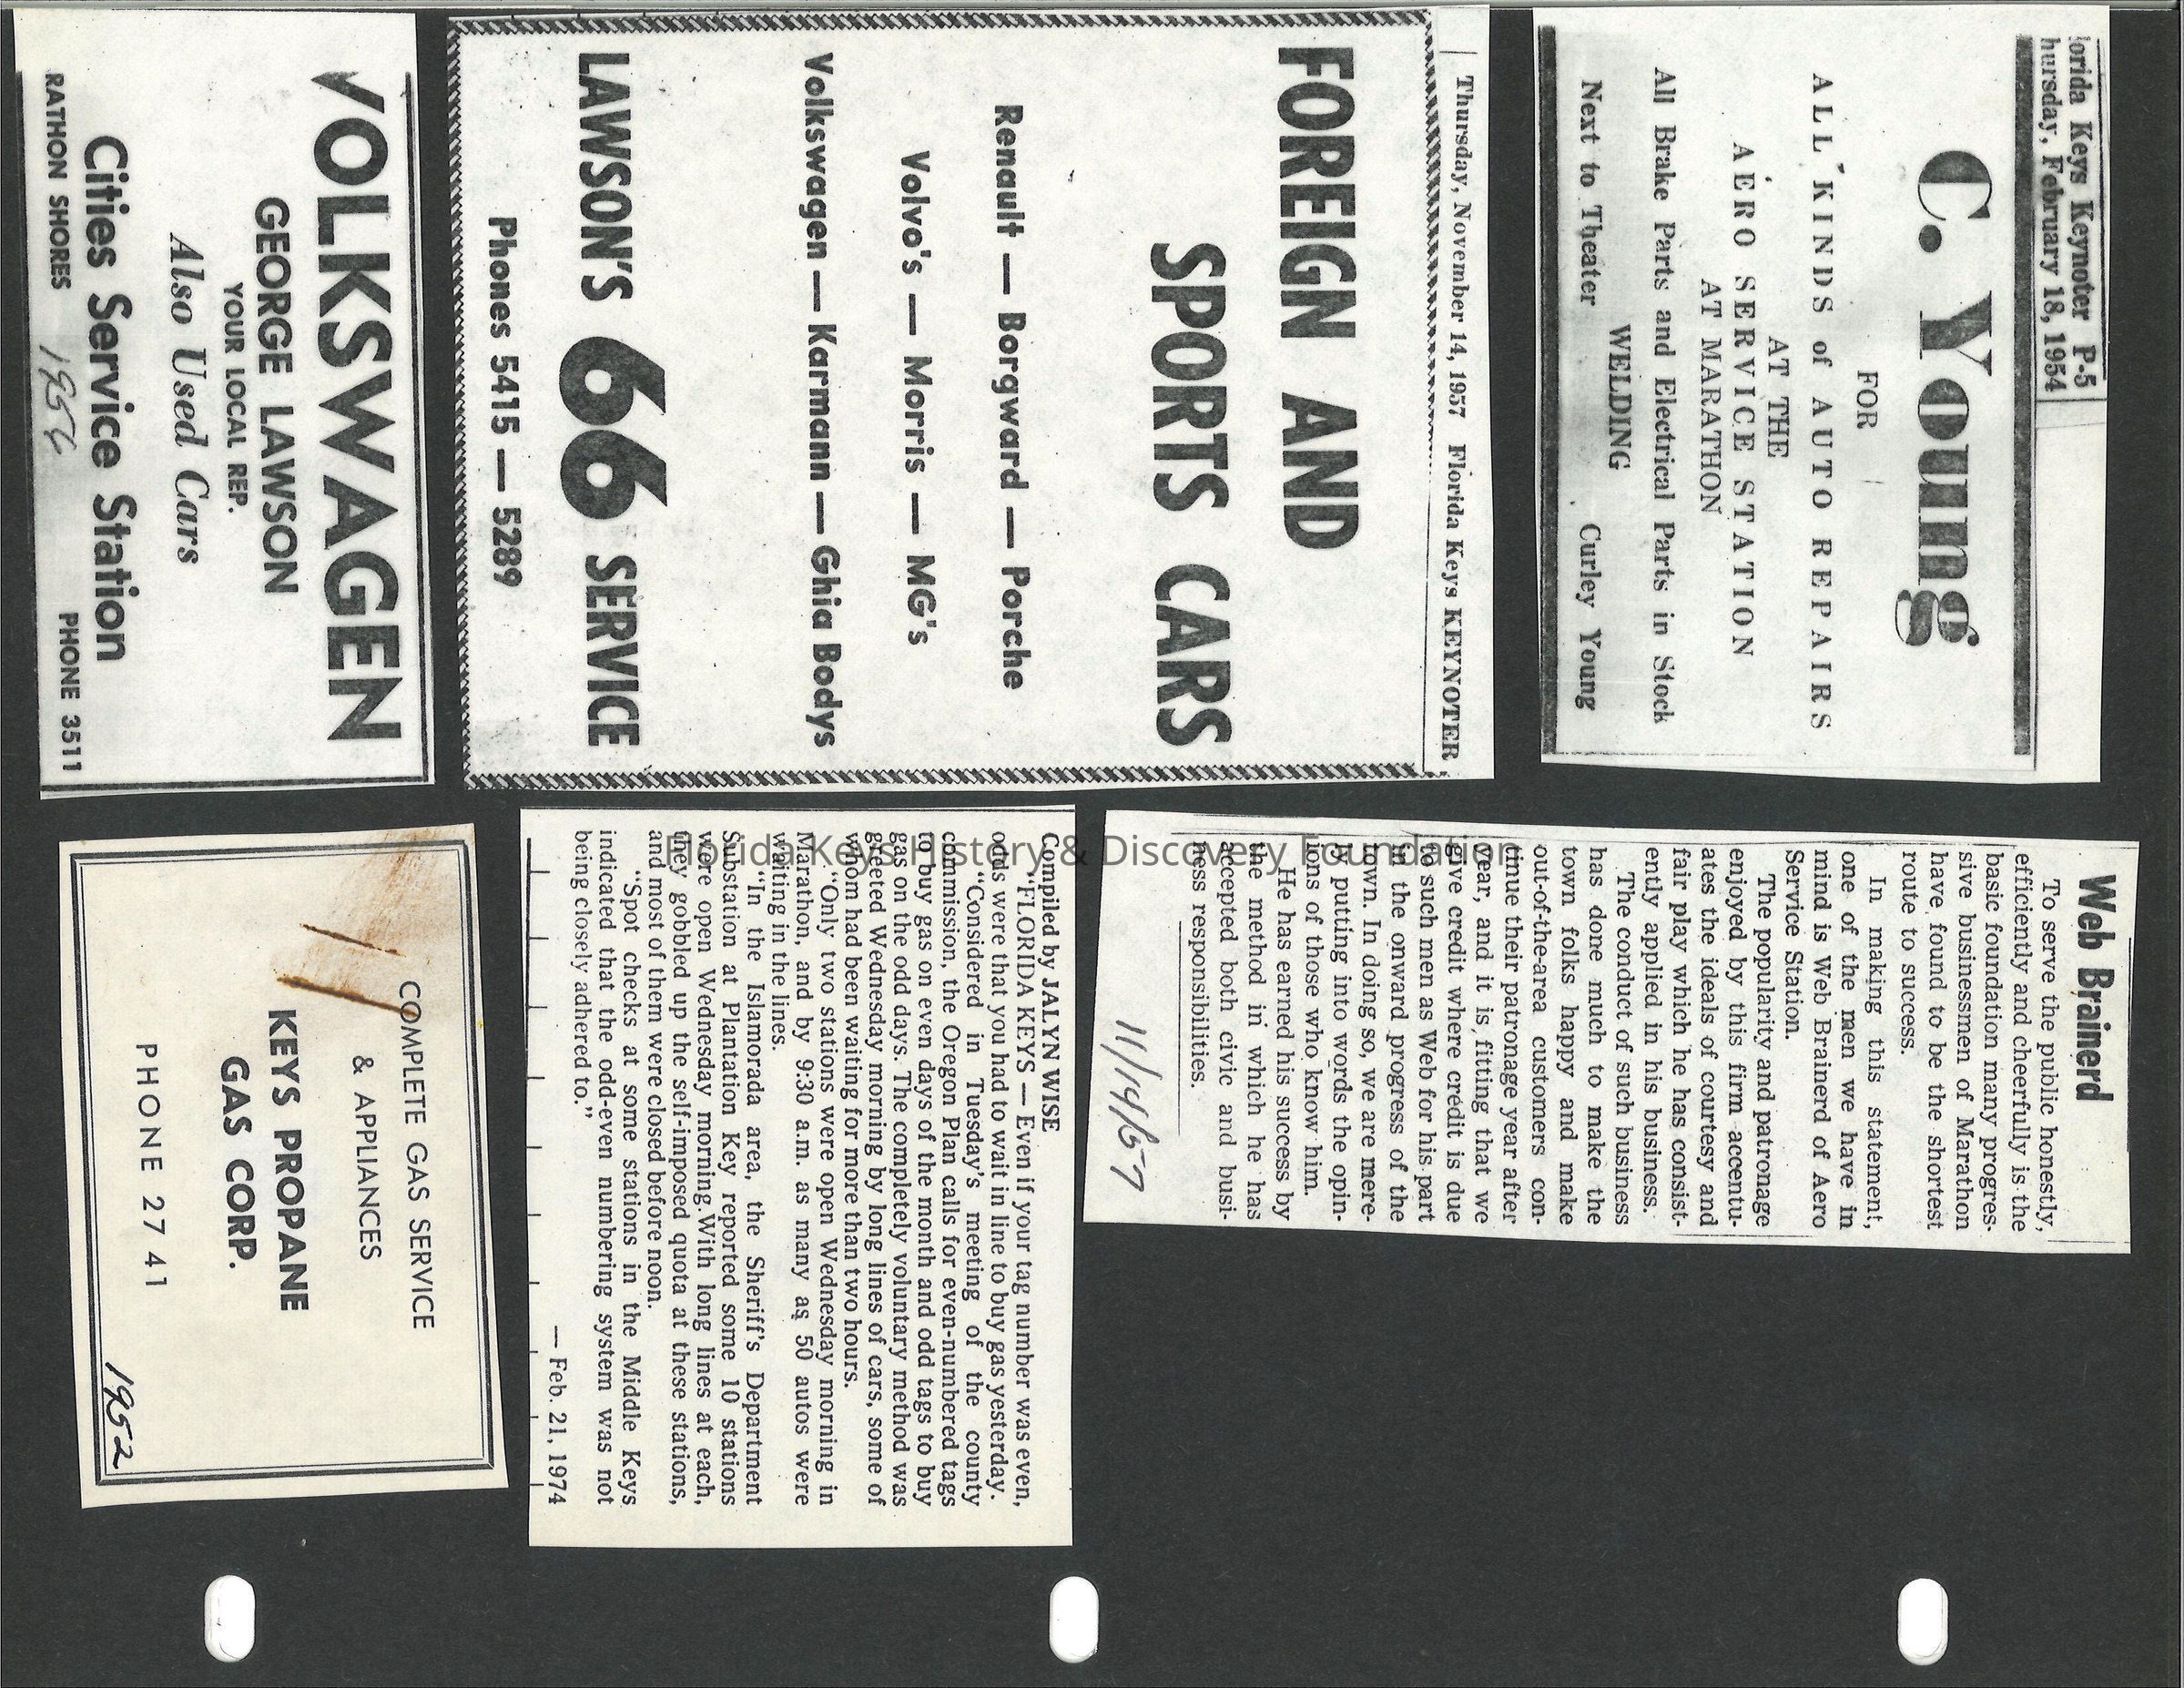 lorida Keys Keynoter P-5
hursday, February 18, 1954
C. Young
FOR
ALL KINDS of AUTO REPAIRS
AT THE
AERO SERVICE STATION
AT MARATHON
All Brake Parts and Electrical Parts in Stock
WELDING
Next to Theater Curley Young
Thursday, November 14, 1957 Florida Keys KEYNOTER
FOREIGN AND
SPORTS CARS
Renault — Borgward — Porche
Volvo's — Morris — MG's
Volkswagen — Karmann — Ghia Bodys
LAWSON'S 66 SERVICE
Phones 5415 — 5289
VOLKSWAGEN
GEORGE LAWSON
YOUR LOCAL REP.
Also Used Cars
Cities Service Station
RATHON SHORES PHONE 3511
Web Brainerd
To serve the public honestly,
efficiently and cheerfully is the
basic foundation many progres-
sive businessmen of Marathon
have found to be the shortest
route to success.
In making this statement,
one of the men we have in
mind is Web Brainerd of Aero
Service Station.
The popularity and patronage
enjoyed by this firm accentu-
ates the ideals of courtesy and
fair play which he has consist-
ently applied in his business.
The conduct of such business
has done much to make the
town folks happy and make
out-of-the-area customers con-
tinue their patronage year after
year, and it is fitting that we
give credit where credit is due
to such men as Web for his part
in the onward progress of the
town. In doing so, we are mere-
ly putting into words the opin-
ions of those who know him.
He has earned his success by
the method in which he has
accepted both civic and busi-
ness responsibilities.
11/14/57
Compiled by JALYN WISE
"FLORIDA KEYS — Even if your tag number was even,
odds were that you had to wait in line to buy gas yesterday.
"Considered in Tuesday's meeting of the county
commission, the Oregon Plan calls for even-numbered tags
to buy gas on even days of the month and odd tags to buy
gas on the odd days. The completely voluntary method was
greeted Wednesday morning by long lines of cars, some of
whom had been waiting for more than two hours.
"Only two stations were open Wednesday morning in
Marathon, and by 9:30 a.m. as many as 50 autos were
waiting in the lines.
"In the Islamorada area, the Sheriff's Department
Substation at Plantation Key reported some 10 stations
were open Wednesday morning. With long lines at each,
they gobbled up the self-imposed quota at these stations,
and most of them were closed before noon.
"Spot checks at some stations in the Middle Keys
indicated that the odd-even numbering system was not
being closely adhered to."
— Feb. 21, 1974
COMPLETE GAS SERVICE
& APPLIANCES
KEYS PROPANE
GAS CORP.
PHONE 27 41
1952
Florida Keys History & Discovery Foundation